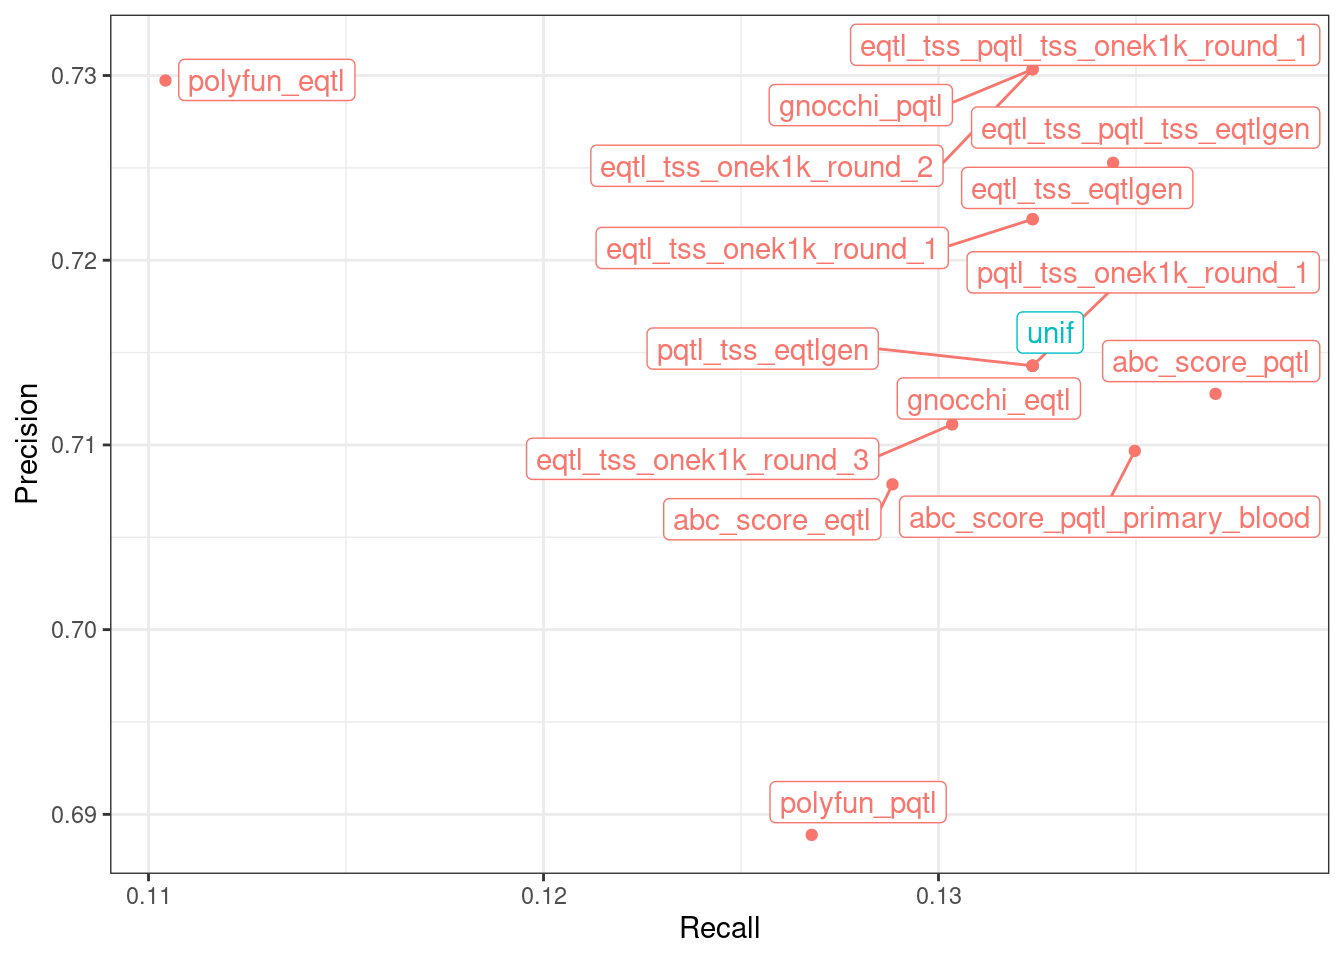 eqtl_tss_pqtl_tss_onek1k_round_1
0.73
polyfun_eqtl
gnocchi_pqtl
eqtl_tss_pqtl_tss_eqtlgen
eqtl_tss_onek1k_round_2
eqtl_tss_eqtlgen
eqtl_tss_onek1k_round_1
0.72
pqtl_tss_onek1k_round_1
unif
pqtl_tss_eqtlgen
abc_score_pqtl
gnocchi_eqtl
0.71
eqtl_tss_onek1k_round_3
abc_score_eqtl
abc_score_pqtl_primary_blood
Precision
0.70
polyfun_pqtl
0.69
0.11
0.12
0.13
Recall